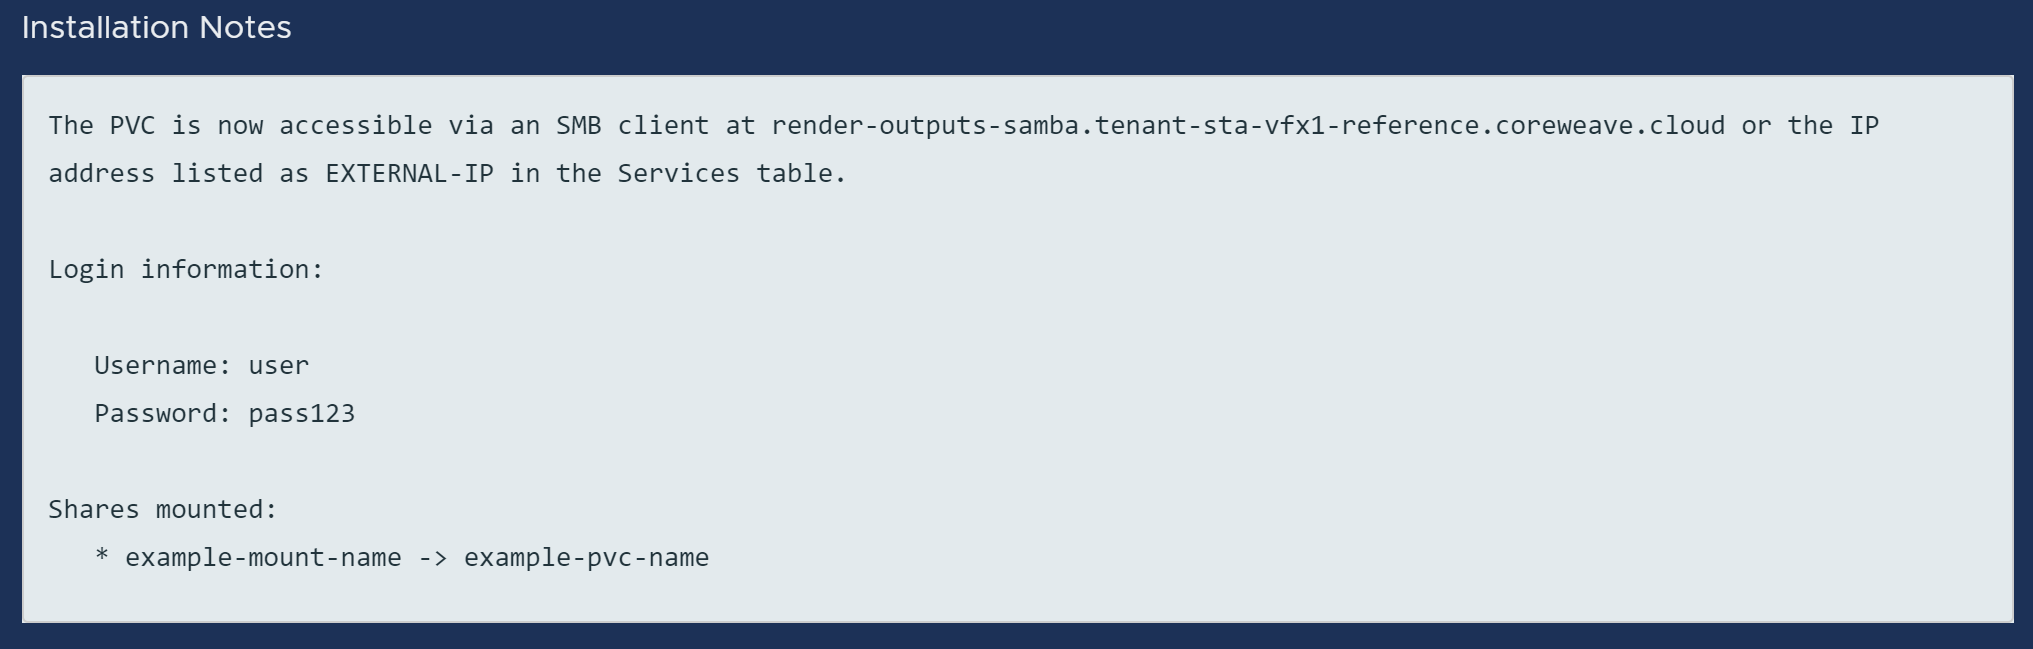 Installation Notes
The PVC is now accessible via an SMB client at render-outputs-samba.tenant-sta-vfx1-reference.coreweave.cloud or the IP
address listed as EXTERNAL-IP in the Services table.
Login information:
Username: user
Password: pass123
Shares mounted:
* example-mount-name -> example-pvc-name